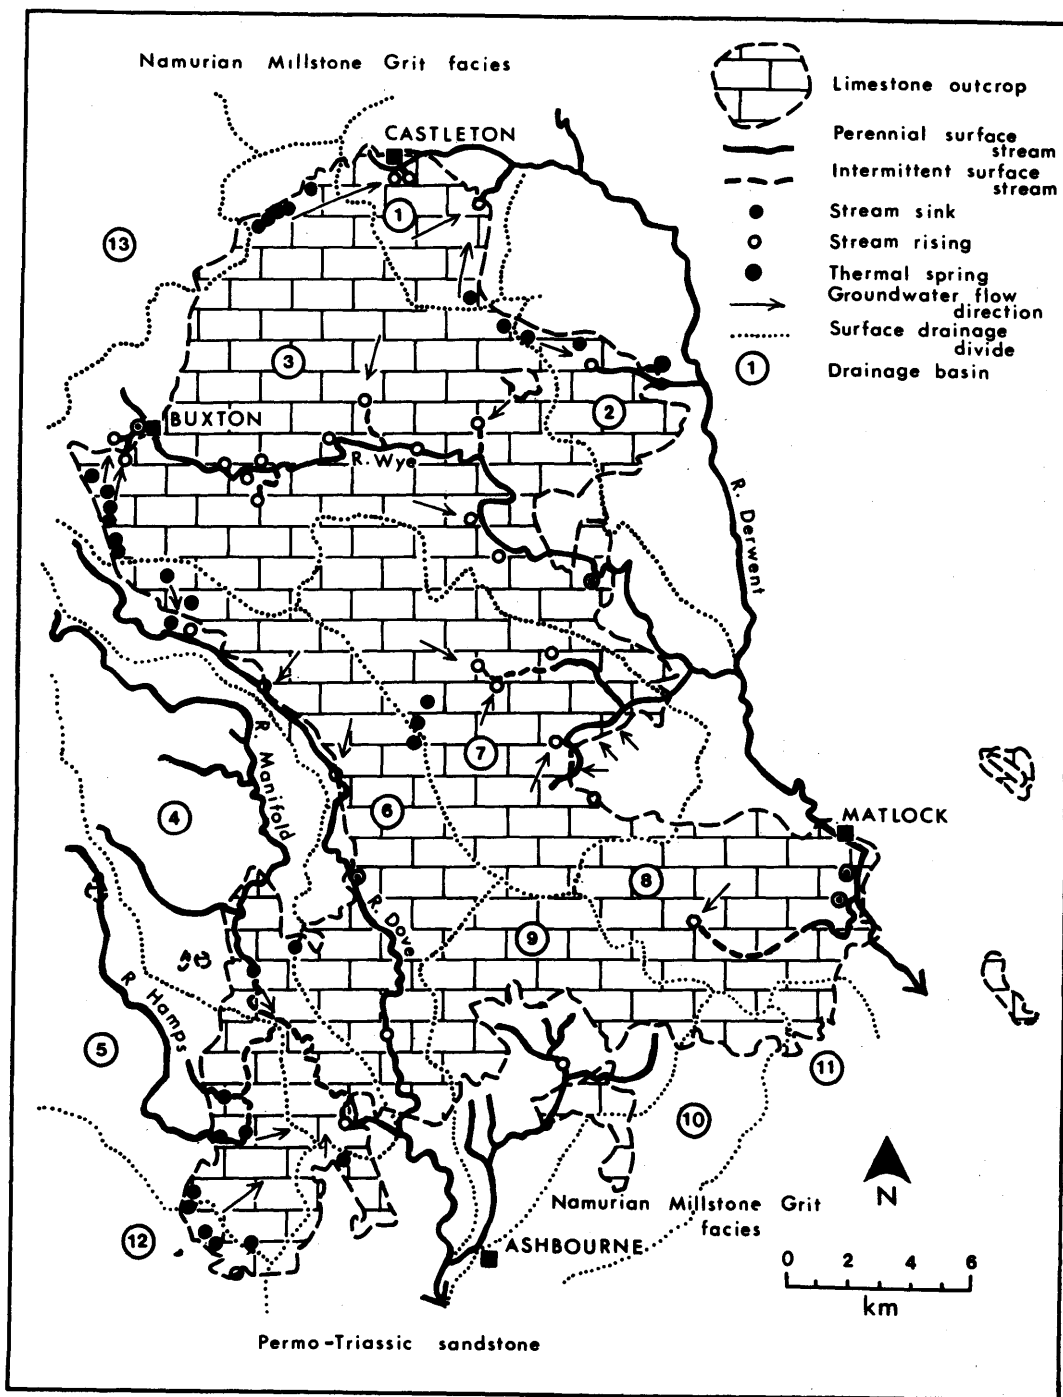 Namurian Millstone Grit facies
CASTLETON
Limestone outcrop
Perennial surface
stream
Intermittent surface
stream
Stream sink
Stream rising
Thermal spring
Groundwater flow
direction
Surface drainage
divide
1
Drainage basin
1
13
3
2
BUXTON
R. Wye
R. Derwent
7
R. Manifold
6
4
MATLOCK
8
R. Dove
9
R Hamps
5
11
10
N
Namurian Millstone Grit
facies
12
ASHBOURNE
0 2 4 6
km
Permo-Triassic sandstone